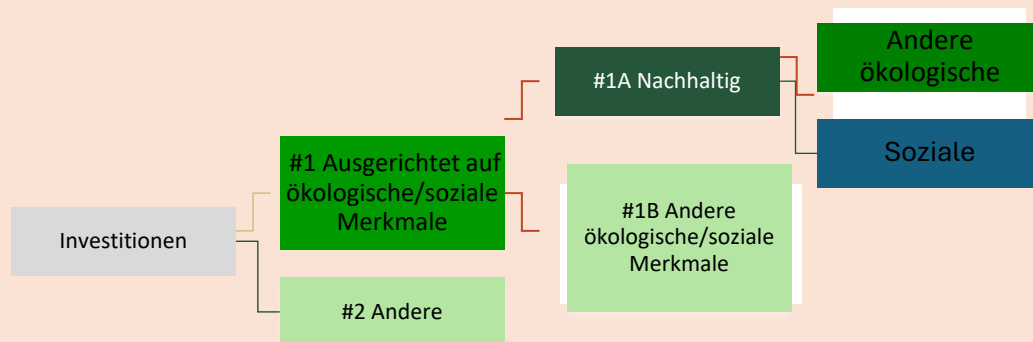 Investitionen
#1 Ausgerichtet auf
ökologische/soziale
Merkmale
#2 Andere
#1A Nachhaltig
#1B Andere
ökologische/soziale
Merkmale
Andere
ökologische
Soziale